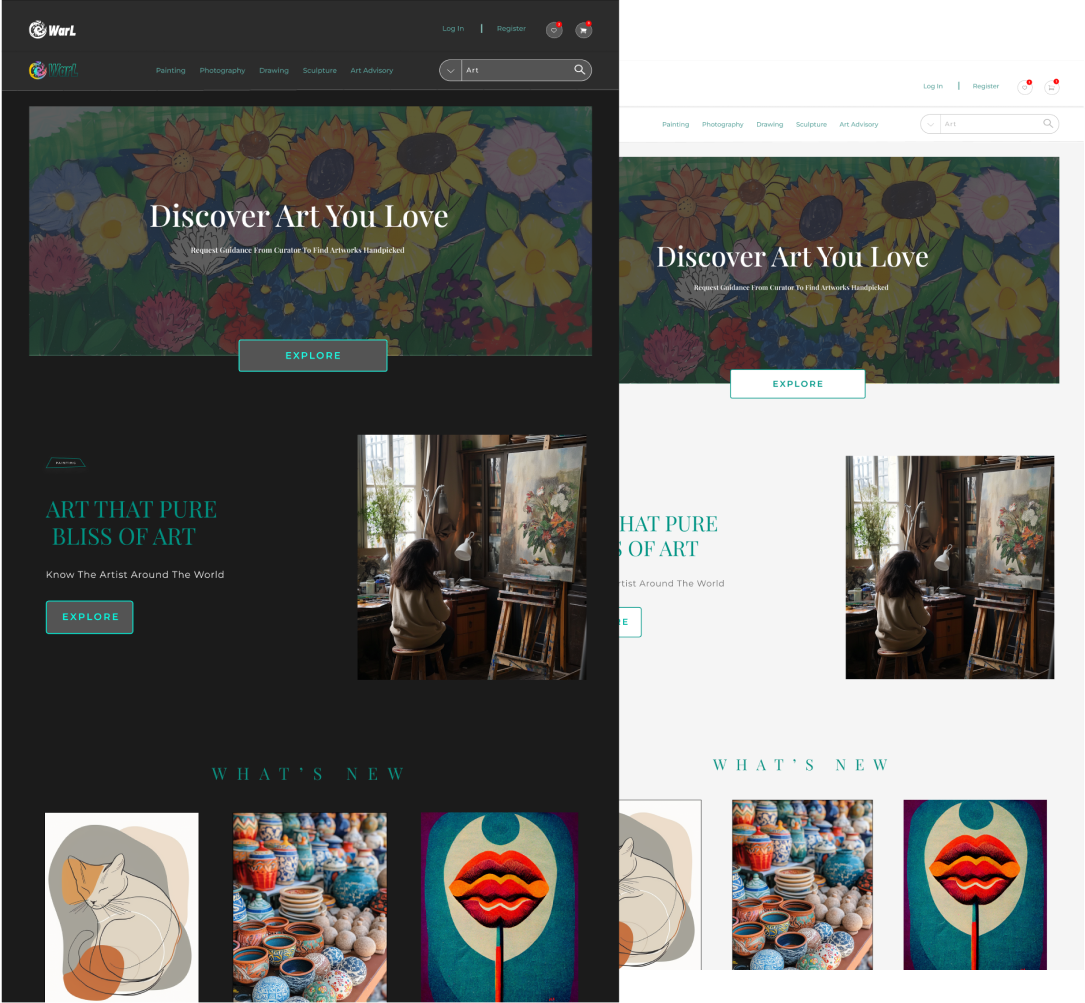 WarL
Log In | Register
WarL
Painting Photography Drawing Sculpture Art Advisory
Art
Discover Art You Love
Request Guidance From Curator To Find Artworks Handpicked
EXPLORE
PAINTING
ART THAT PURE
BLISS OF ART
Know The Artist Around The World
EXPLORE
WHAT'S NEW
Log In | Register
Painting Photography Drawing Sculpture Art Advisory
Art
Discover Art You Love
Request Guidance From Curator To Find Artworks Handpicked
EXPLORE
HAT PURE
OF ART
rtist Around The World
RE
WHAT'S NEW